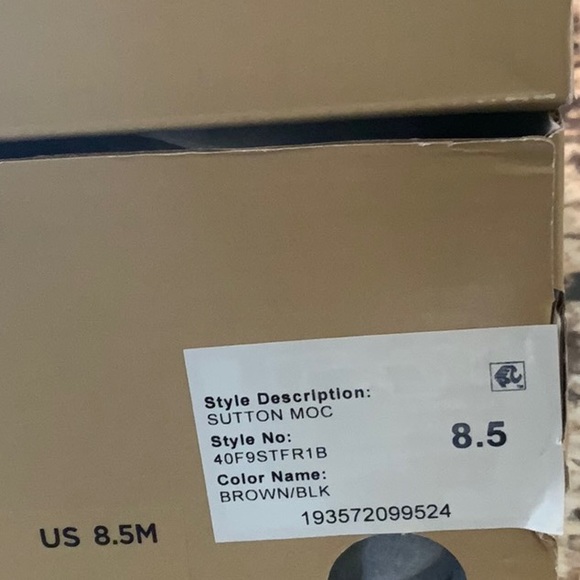 Style Description:
SUTTON MOC
Style No:
40F9STFR1B
8.5
Color Name:
BROWN/BLK
193572099524
US 8.5M